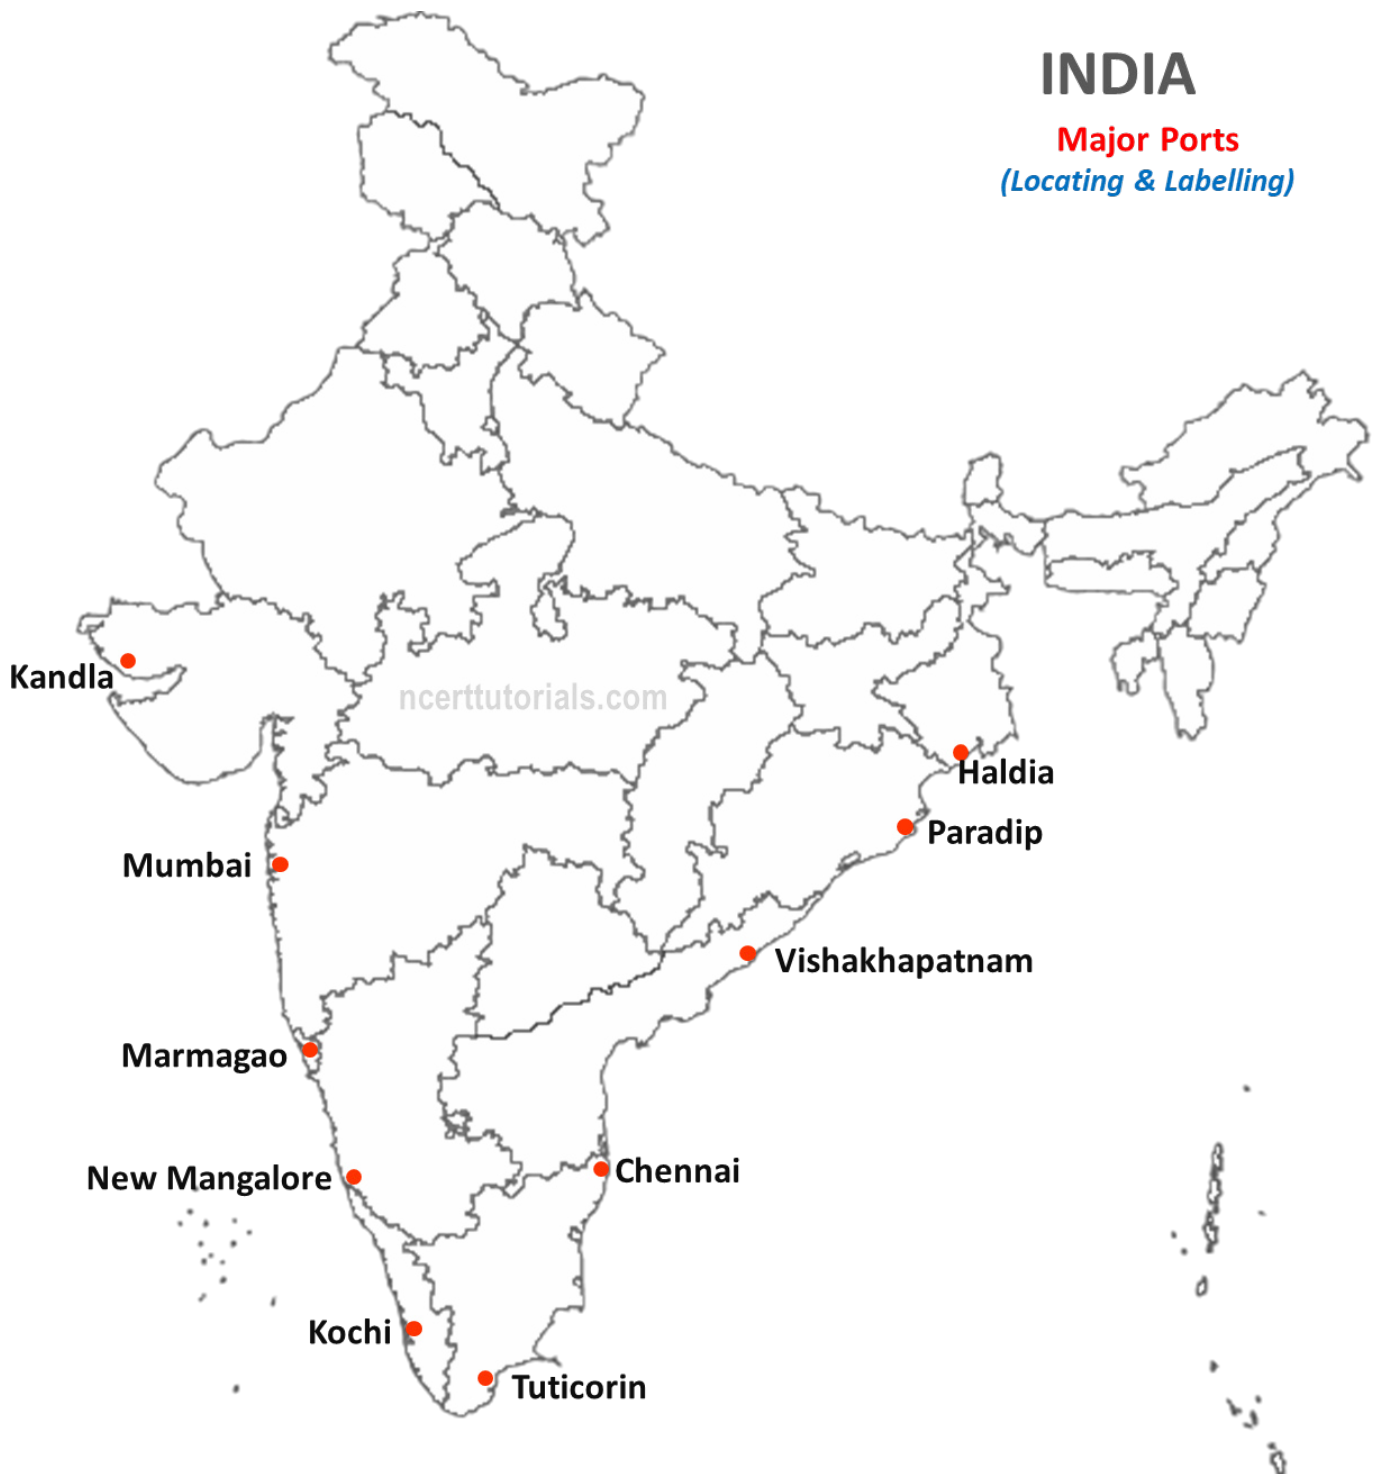 INDIA
Major Ports
(Locating & Labelling)
Kandla
ncerttutorials.com
Haldia
Paradip
Mumbai
Vishakhapatnam
Marmagao
Chennai
New Mangalore
Kochi
Tuticorin